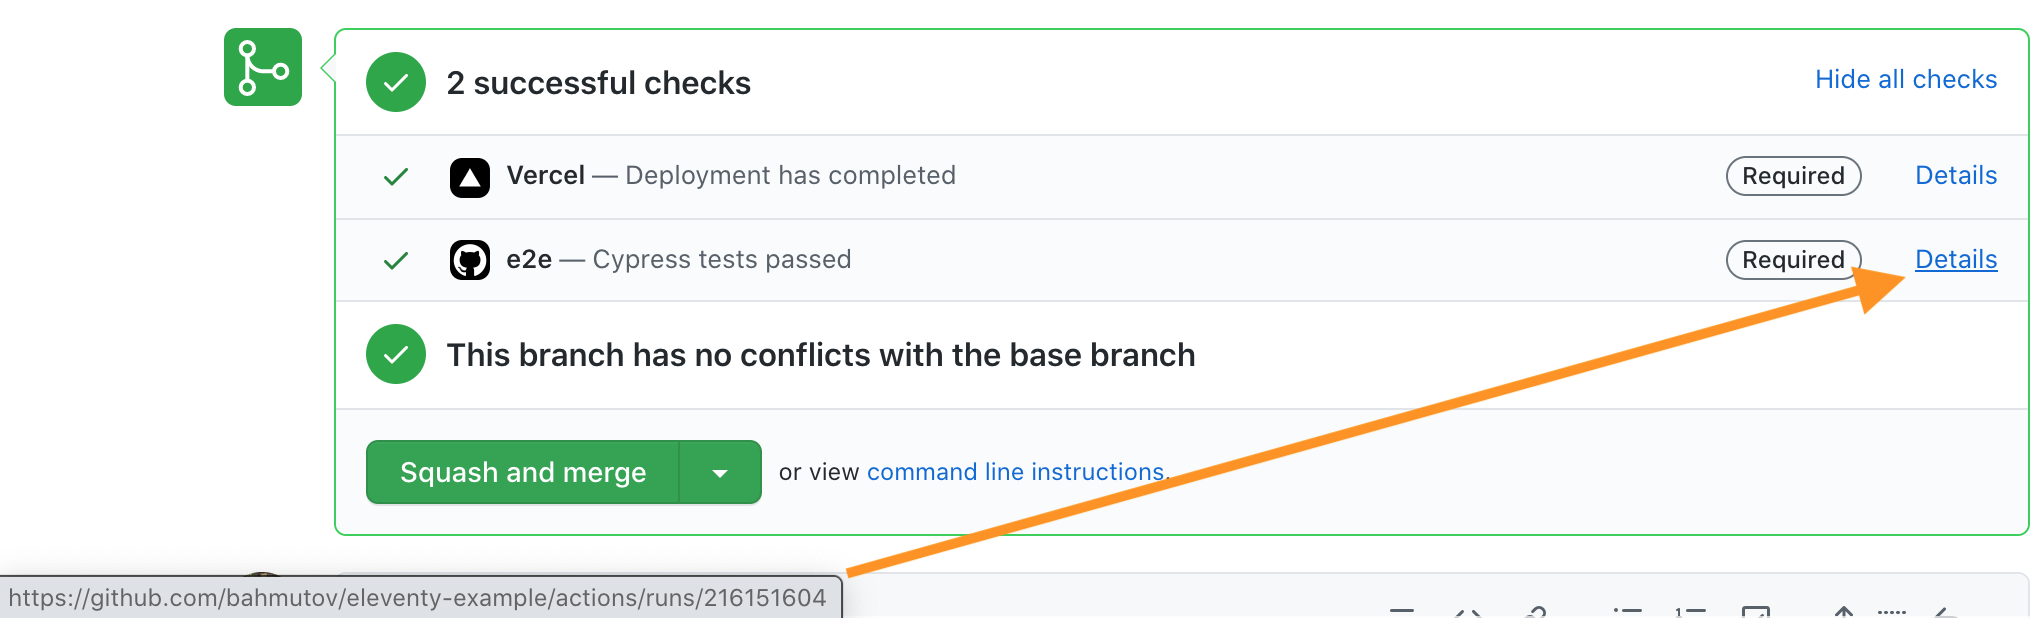 2 successful checks
Hide all checks
Vercel — Deployment has completed
Required
Details
e2e — Cypress tests passed
Required
Details
This branch has no conflicts with the base branch
Squash and merge
or view command line instructions.
https://github.com/bahmutov/eleventy-example/actions/runs/216151604